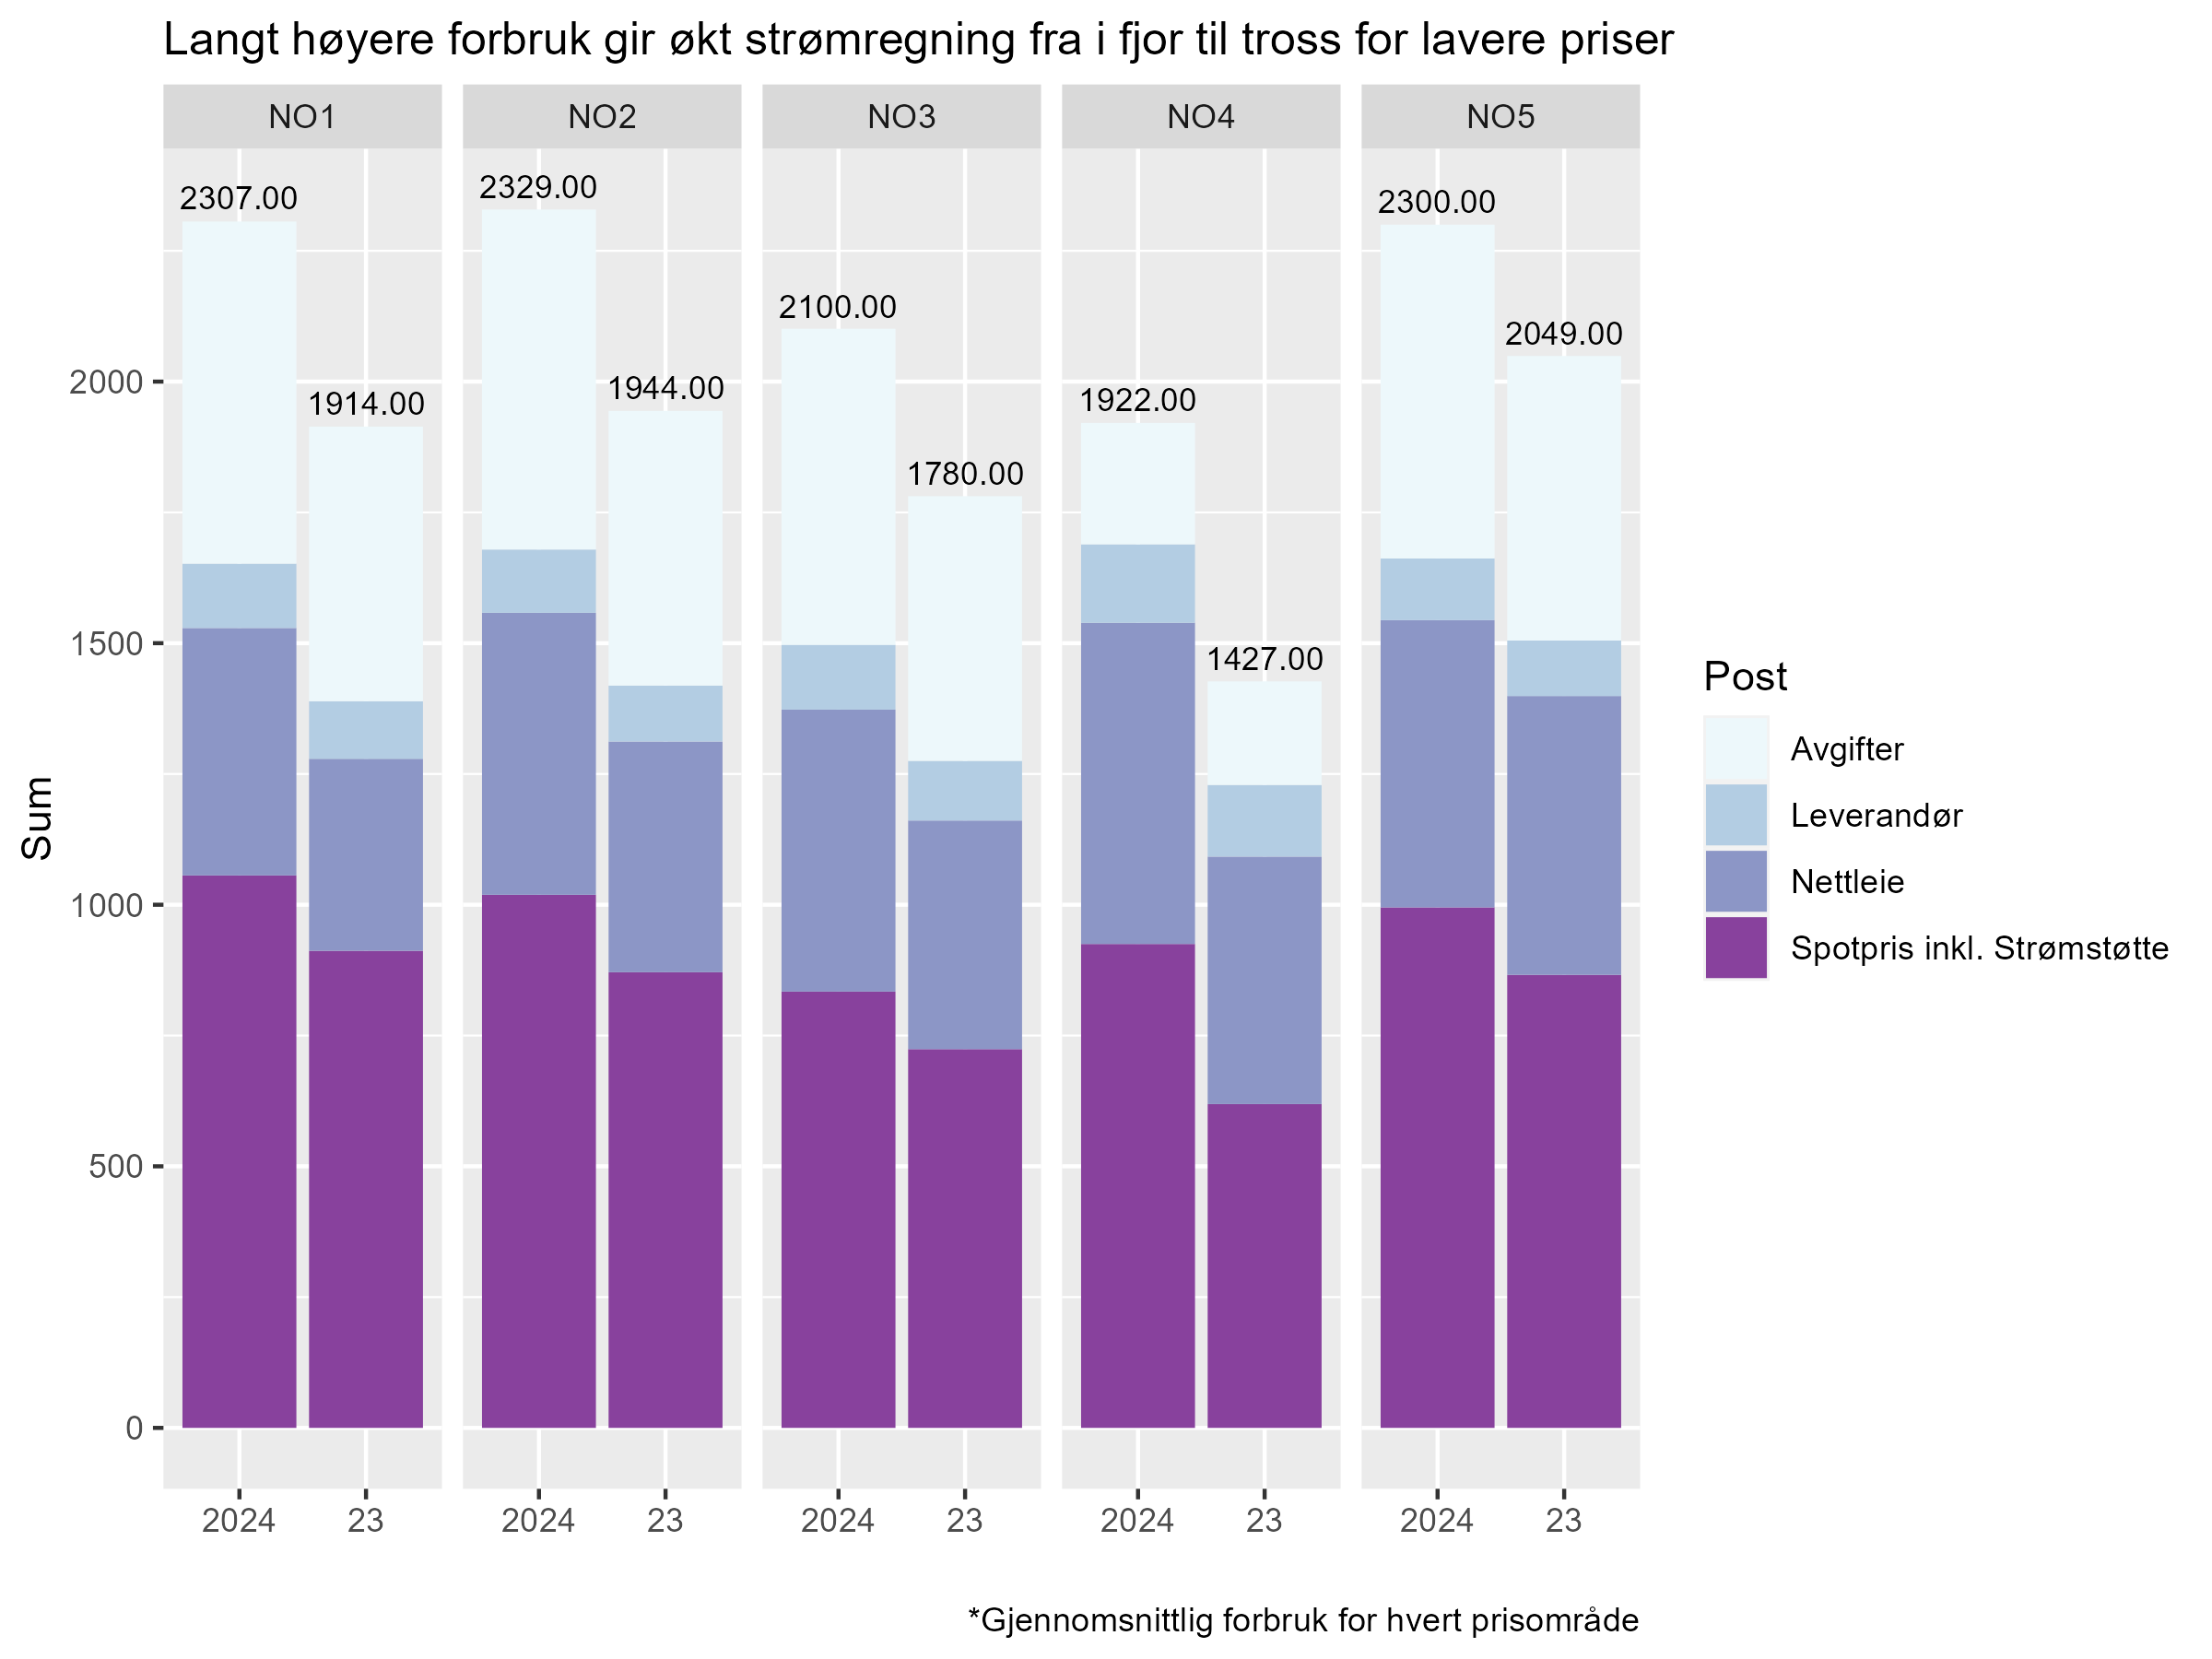 Langt høyere forbruk gir økt strømregning fra i fjor til tross for lavere priser
NO1 NO2 NO3 NO4 NO5
2307.00 1914.00
2329.00 1944.00
2100.00 1780.00
1922.00 1427.00
2300.00 2049.00
Sum
2000
1500
1000
500
0
2024 23 2024 23 2024 23 2024 23 2024 23
Post
Avgifter
Leverandør
Nettleie
Spotpris inkl. Strømstøtte
*Gjennomsnittlig forbruk for hvert prisområde